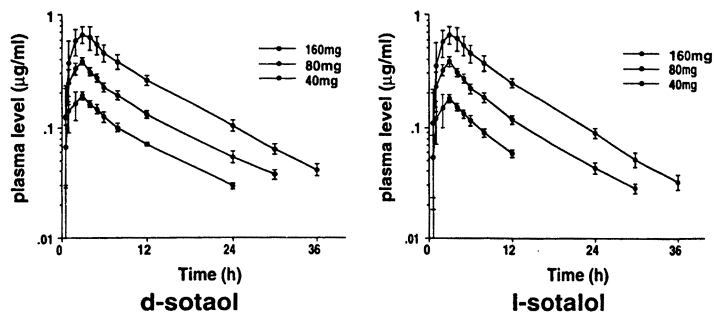 1
.1
.01
plasma level (μg/ml)
160mg
80mg
40mg
0 12 24 36
Time (h)
d-sotaol
1
.1
.01
plasma level (μg/ml)
160mg
80mg
40mg
0 12 24 36
Time (h)
l-sotalol